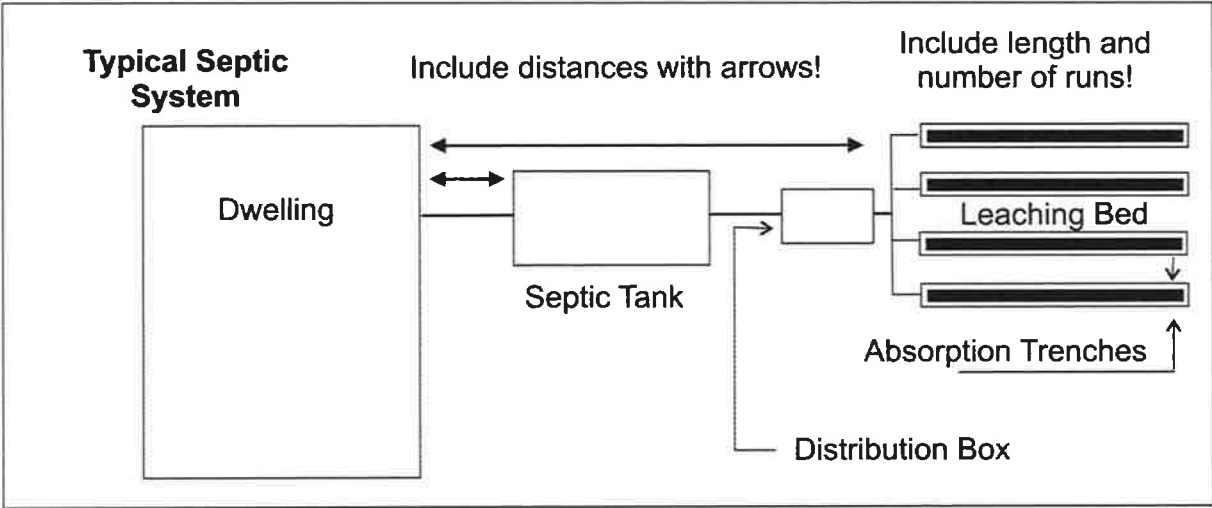 Typical Septic
System
Include distances with arrows!
Include length and
number of runs!
Dwelling
Leaching Bed
Septic Tank
Absorption Trenches
Distribution Box